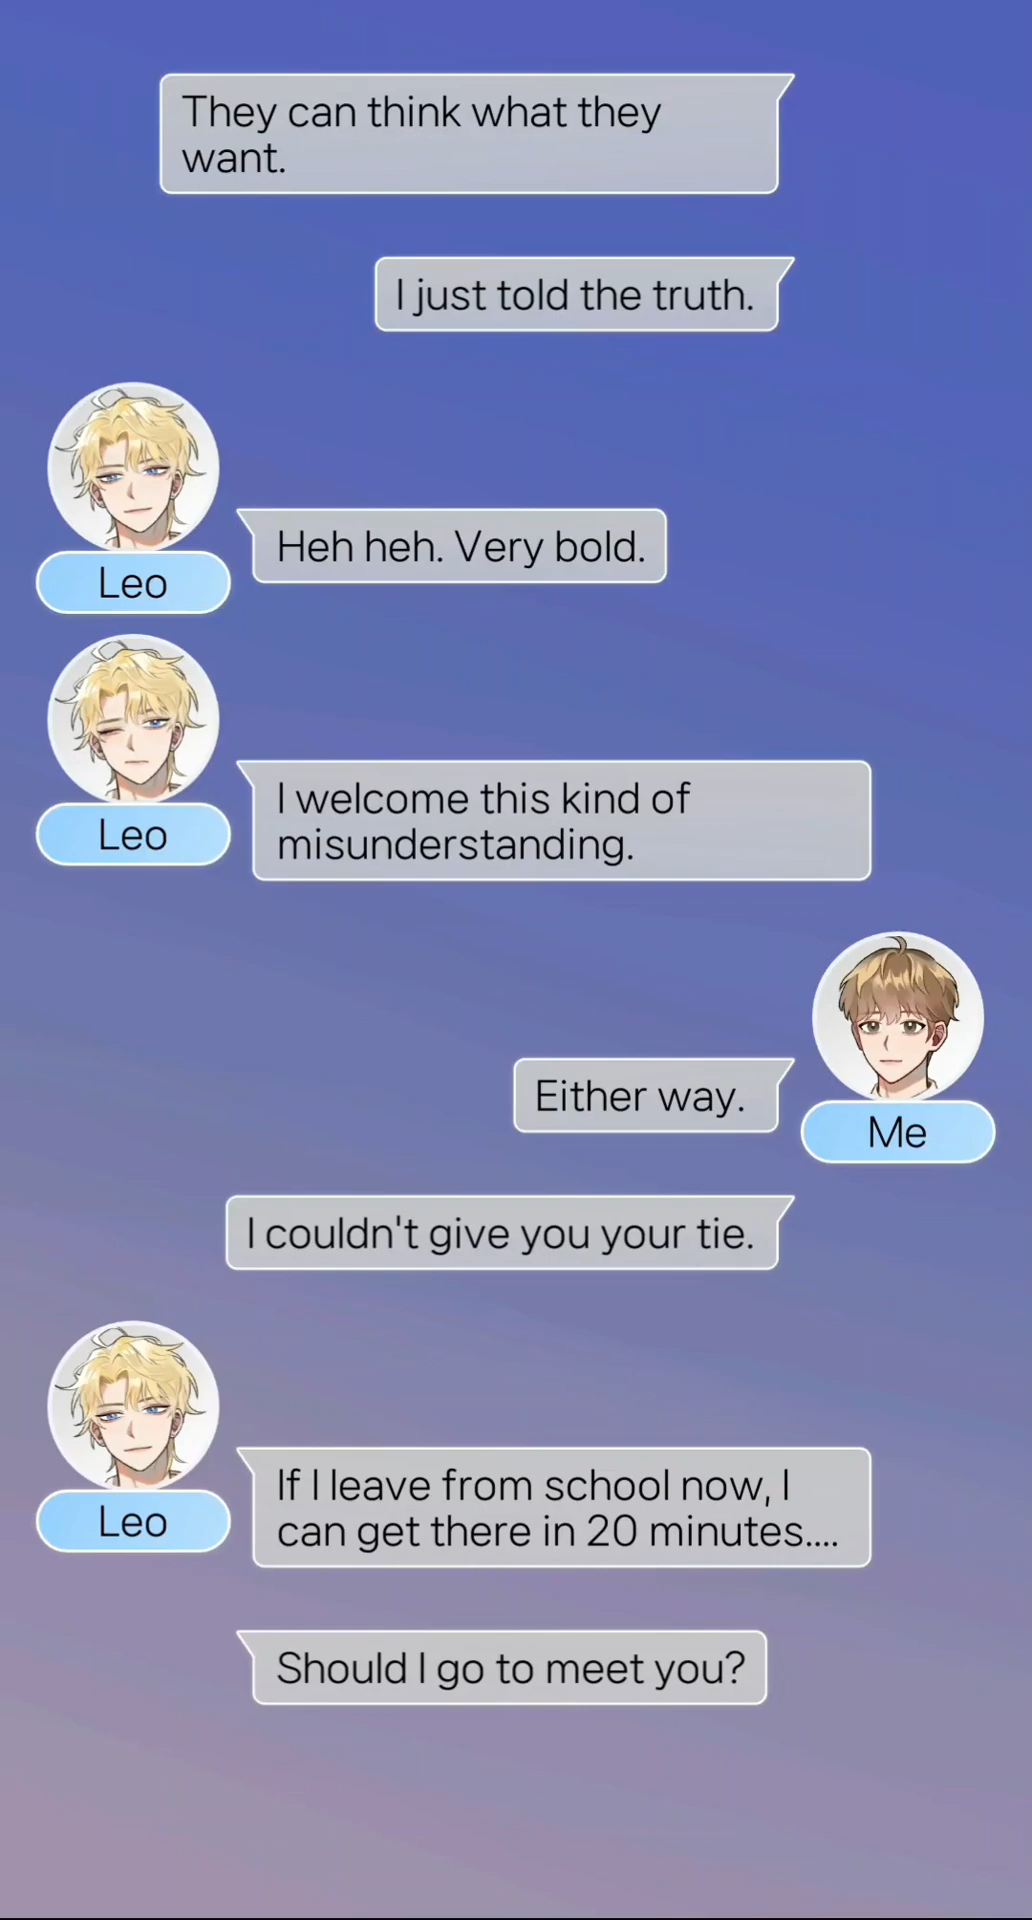 They can think what they
want.
I just told the truth.
Heh heh. Very bold.
Leo
I welcome this kind of
misunderstanding.
Leo
Either way.
Me
I couldn't give you your tie.
If I leave from school now, I
can get there in 20 minutes....
Leo
Should I go to meet you?